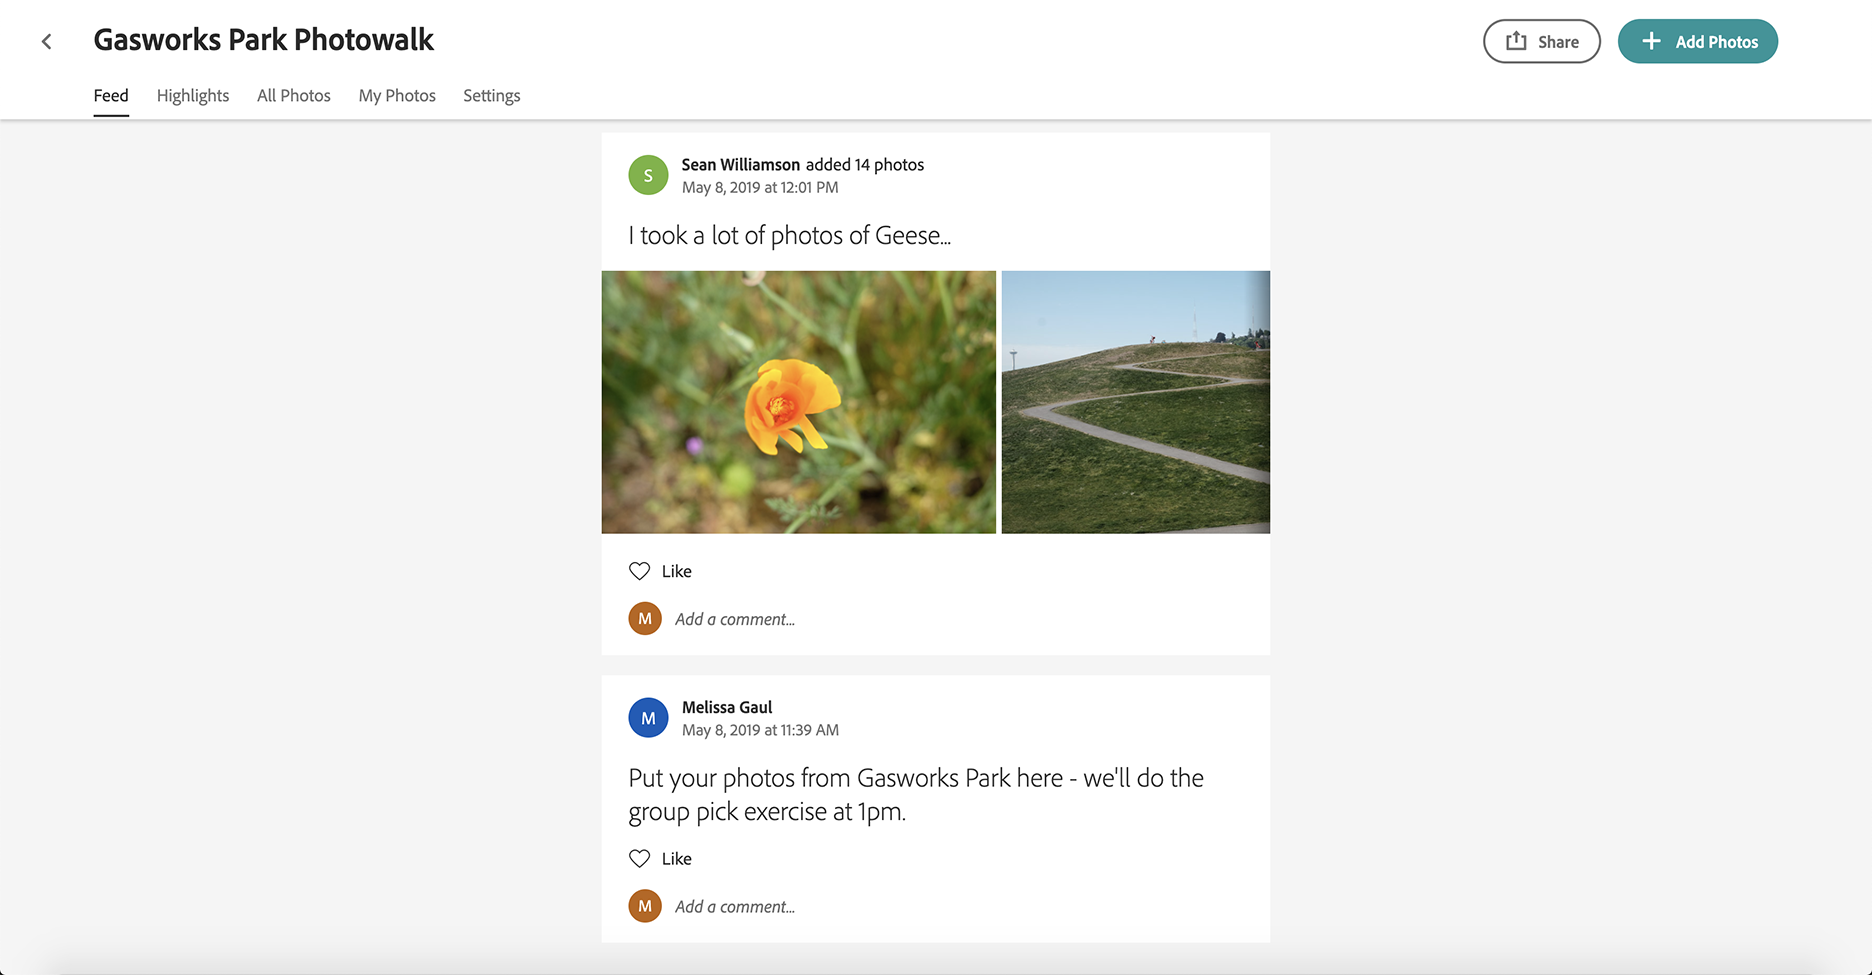 Gasworks Park Photowalk
Share
Add Photos
Feed Highlights All Photos My Photos Settings
S
Sean Williamson added 14 photos
May 8, 2019 at 12:01 PM
I took a lot of photos of Geese...
Like
M
Add a comment...
M
Melissa Gaul
May 8, 2019 at 11:39 AM
Put your photos from Gasworks Park here - we'll do the
group pick exercise at 1pm.
Like
M
Add a comment...